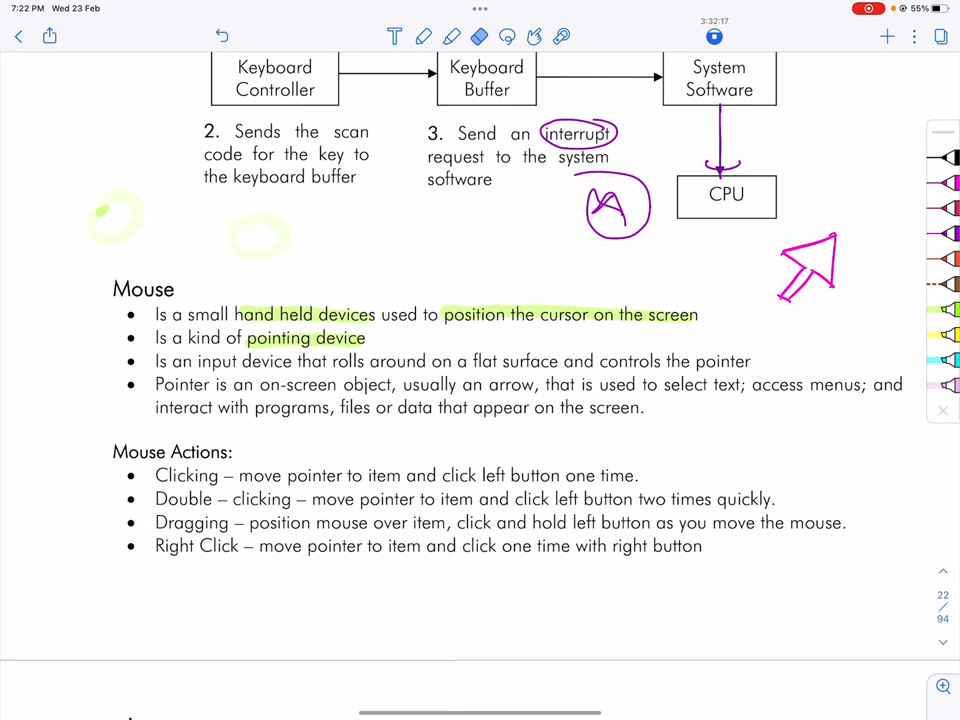 7:22 PM Wed 23 Feb
55%
3:32:17
Keyboard Controller
Keyboard Buffer
System Software
2. Sends the scan
code for the key to
the keyboard buffer
3. Send an interrupt
request to the system
software
CPU
Mouse
• Is a small hand held devices used to position the cursor on the screen
• Is a kind of pointing device
• Is an input device that rolls around on a flat surface and controls the pointer
• Pointer is an on-screen object, usually an arrow, that is used to select text; access menus; and
interact with programs, files or data that appear on the screen.
Mouse Actions:
• Clicking – move pointer to item and click left button one time.
• Double – clicking – move pointer to item and click left button two times quickly.
• Dragging – position mouse over item, click and hold left button as you move the mouse.
• Right Click – move pointer to item and click one time with right button
22
/
94